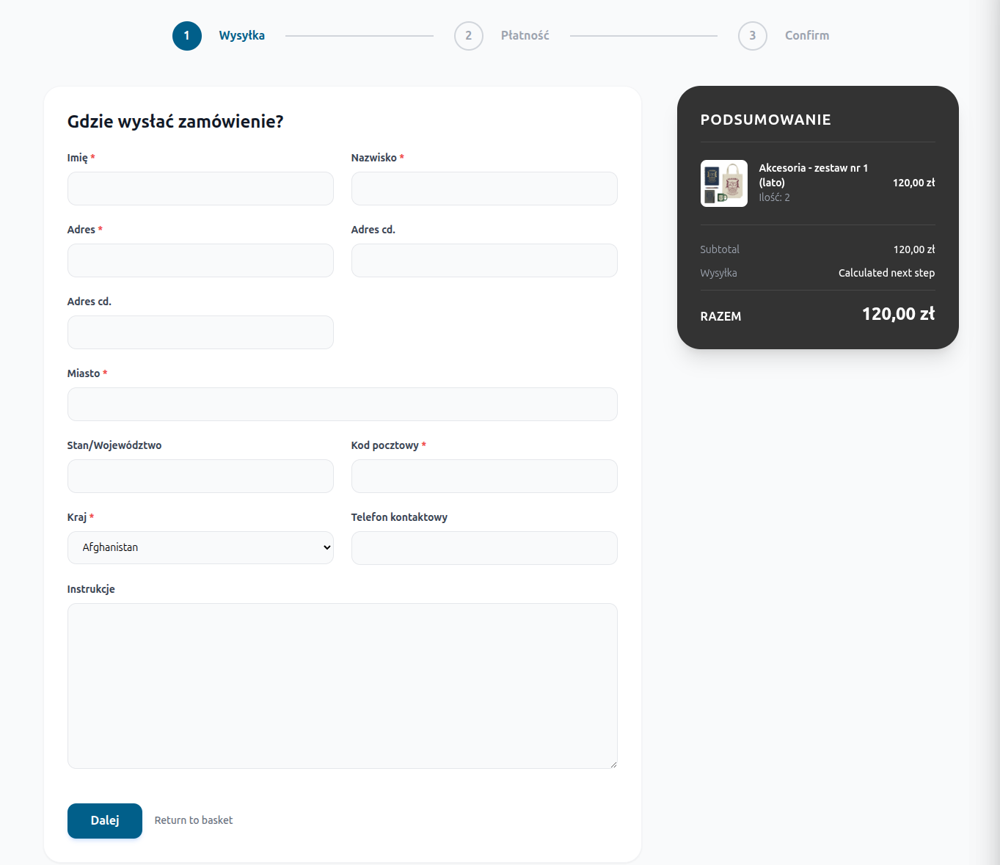 1 Wysyłka 2 Płatność 3 Confirm
Gdzie wysłać zamówienie?
Imię * Nazwisko *
Adres * Adres cd.
Adres cd.
Miasto *
Stan/Województwo Kod pocztowy *
Kraj * Telefon kontaktowy
Afghanistan
Instrukcje
Dalej Return to basket
PODSUMOWANIE
Akcesoria - zestaw nr 1
(lato) 120,00 zł
Ilość: 2
Subtotal 120,00 zł
Wysyłka Calculated next step
RAZEM 120,00 zł